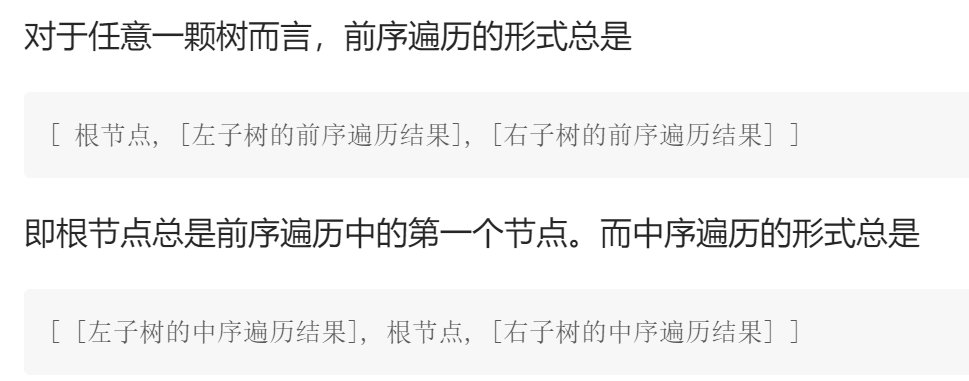 对于任意一颗树而言，前序遍历的形式总是
[ 根节点, [左子树的前序遍历结果], [右子树的前序遍历结果] ]
即根节点总是前序遍历中的第一个节点。而中序遍历的形式总是
[ [左子树的中序遍历结果], 根节点, [右子树的中序遍历结果] ]